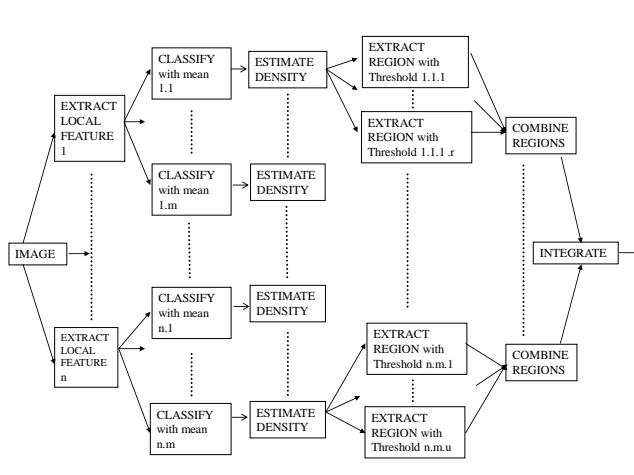 IMAGE
EXTRACT
LOCAL
FEATURE
1
EXTRACT
LOCAL
FEATURE
n
CLASSIFY
with mean
1.1
CLASSIFY
with mean
1.m
CLASSIFY
with mean
n.1
CLASSIFY
with mean
n.m
ESTIMATE
DENSITY
ESTIMATE
DENSITY
ESTIMATE
DENSITY
ESTIMATE
DENSITY
EXTRACT
REGION with
Threshold 1.1.1
EXTRACT
REGION with
Threshold 1.1.1 .r
EXTRACT
REGION with
Threshold n.m.1
EXTRACT
REGION with
Threshold n.m.u
COMBINE
REGIONS
COMBINE
REGIONS
INTEGRATE